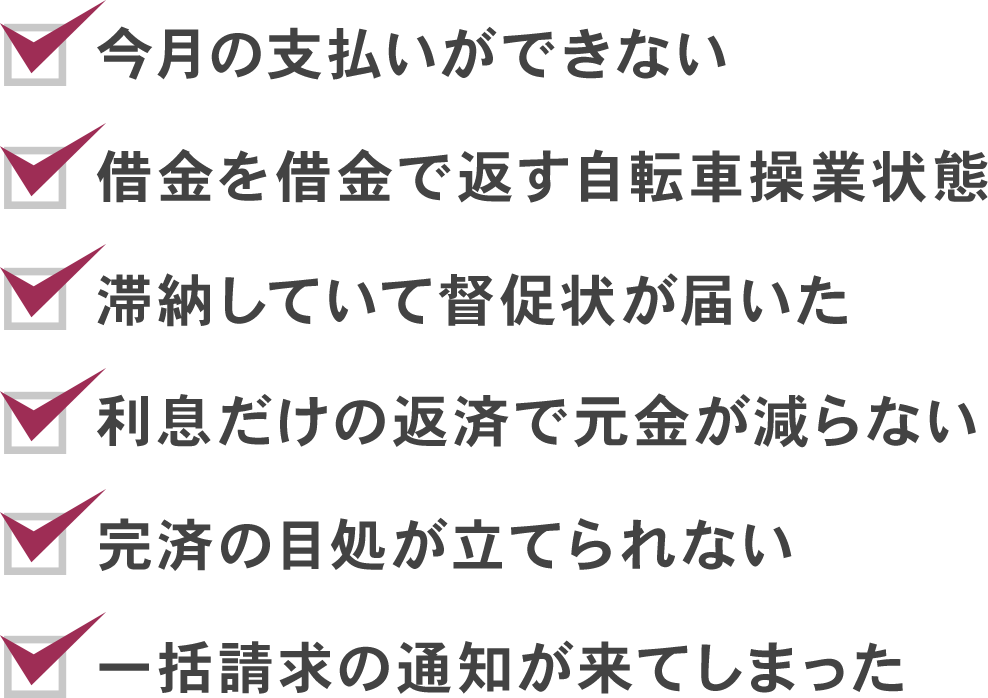 今月の支払いができない
借金を借金で返す自転車操業状態
滞納していて督促状が届いた
利息だけの返済で元金が減らない
完済の目処が立てられない
一括請求の通知が来てしまった